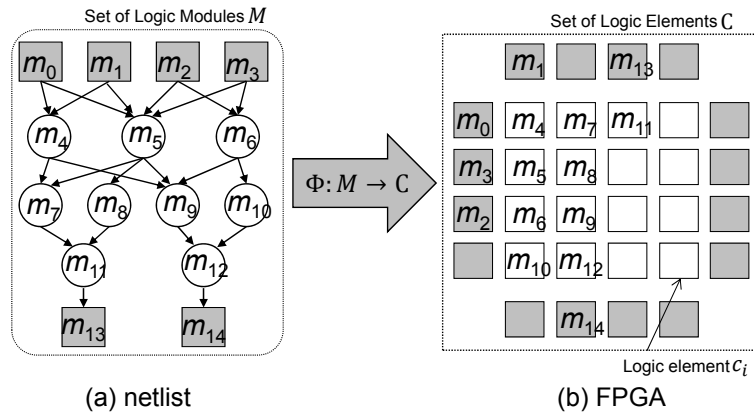 Set of Logic Modules M
Set of Logic Elements C
m0 m1 m2 m3
m4 m5 m6
m7 m8 m9 m10
m11 m12
m13 m14
Φ: M → C
m1 m13
m0 m4 m7 m11
m3 m5 m8
m2 m6 m9
m10 m12
m14
Logic element ci
(a) netlist
(b) FPGA